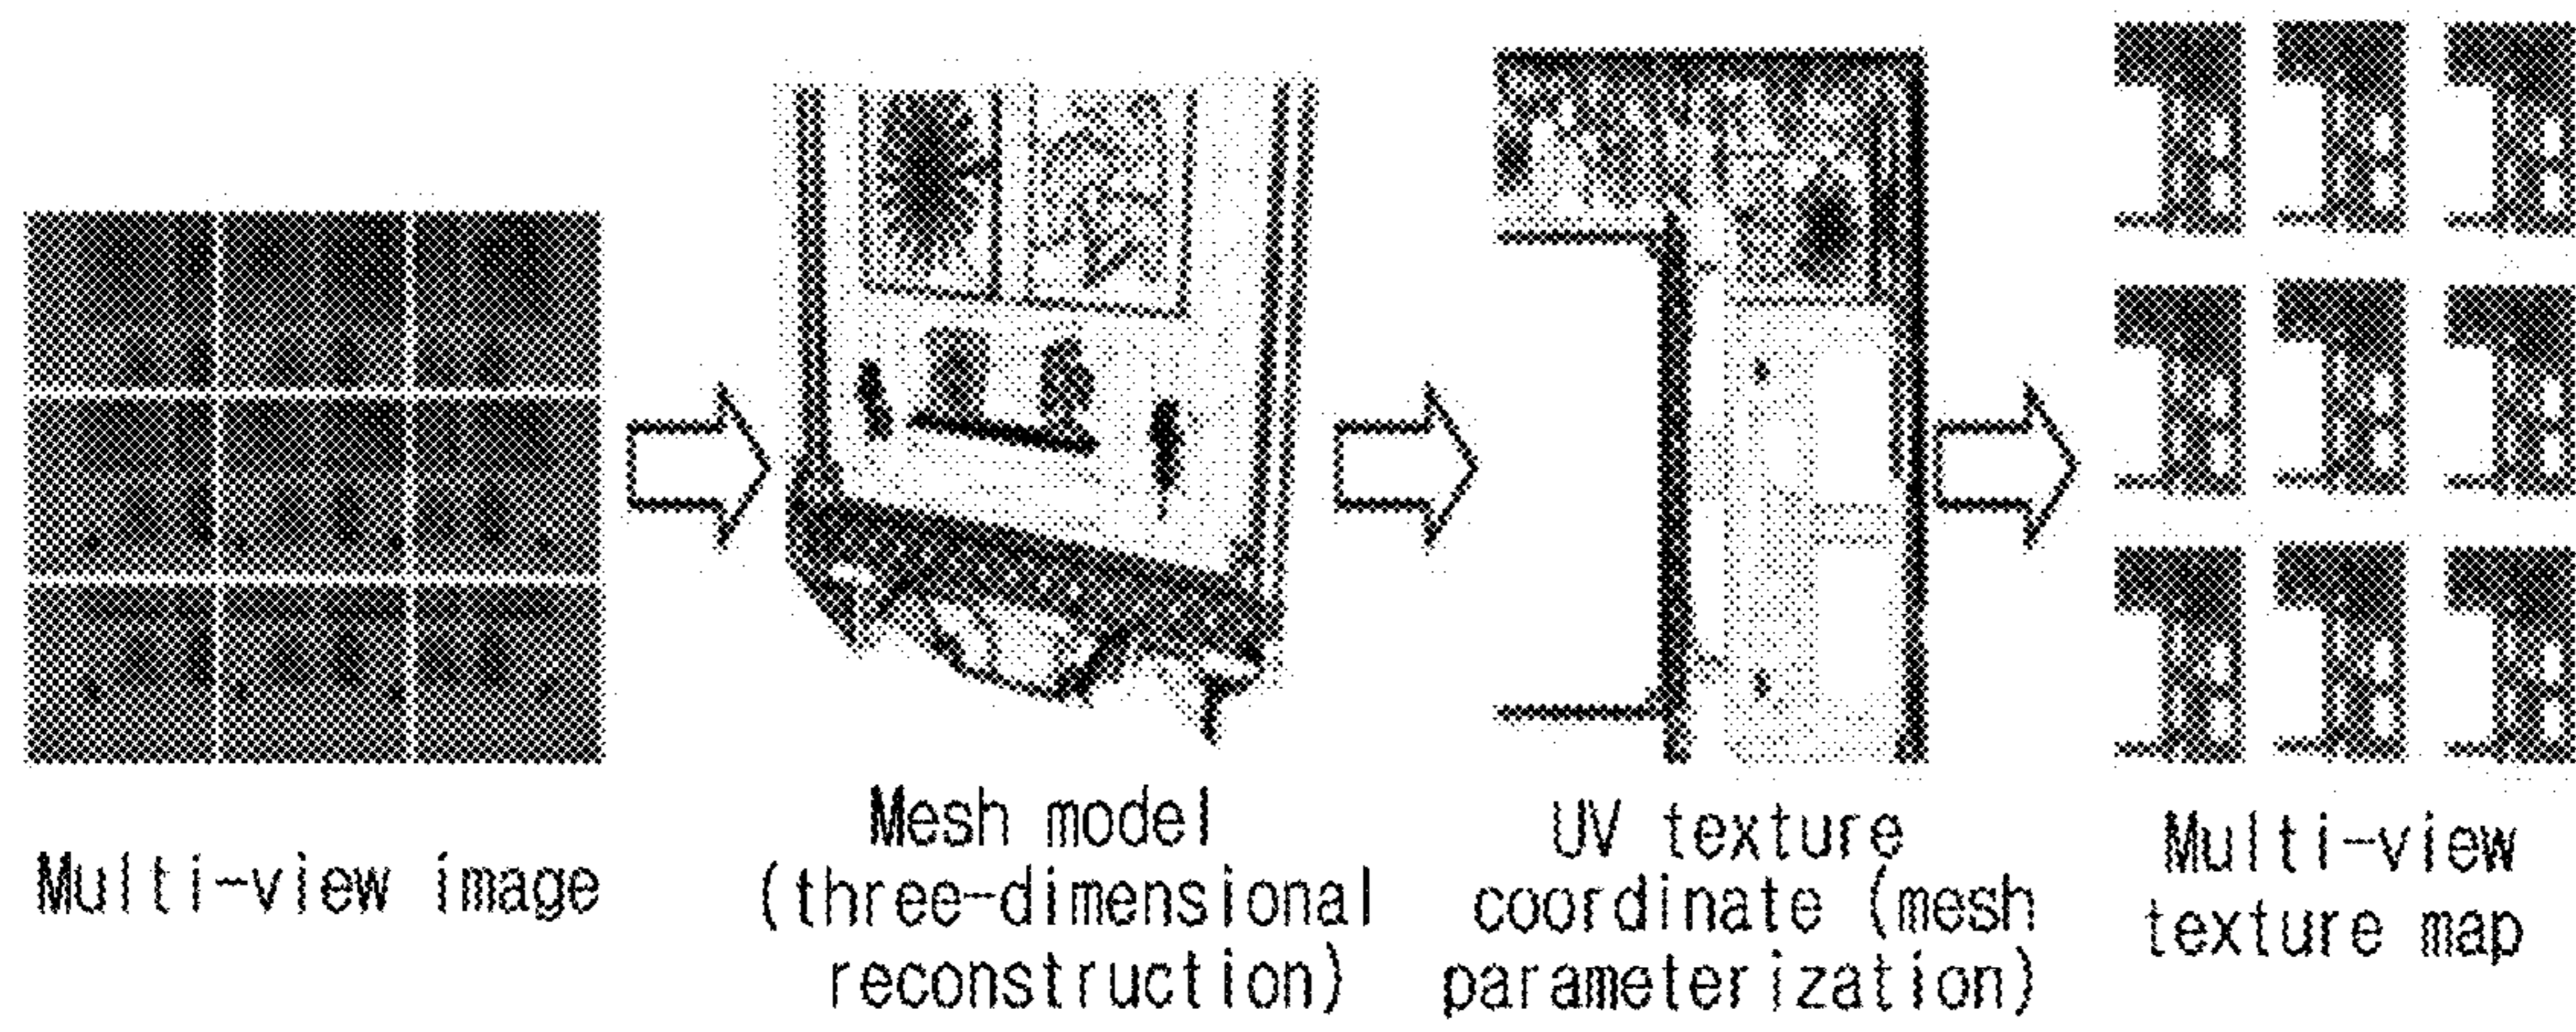 Multi-view image
Mesh model
(three-dimensional
reconstruction)
UV texture
coordinate (mesh
parameterization)
Multi-view
texture map